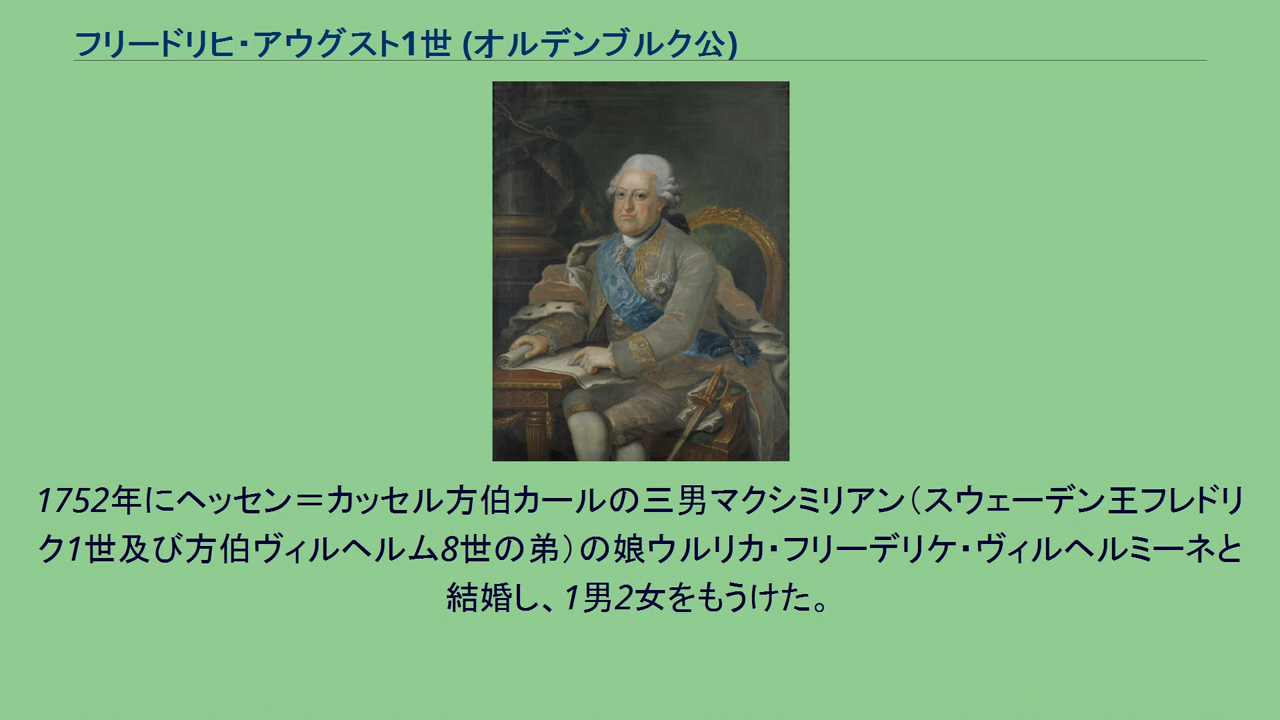 フリードリヒ・アウグスト1世 (オルデンブルク公)
1752年にヘッセン＝カッセル方伯カールの三男マクシミリアン（スウェーデン王フレドリ
ク1世及び方伯ヴィルヘルム8世の弟）の娘ウルリカ・フリーデリケ・ヴィルヘルミーネと
結婚し、1男2女をもうけた。